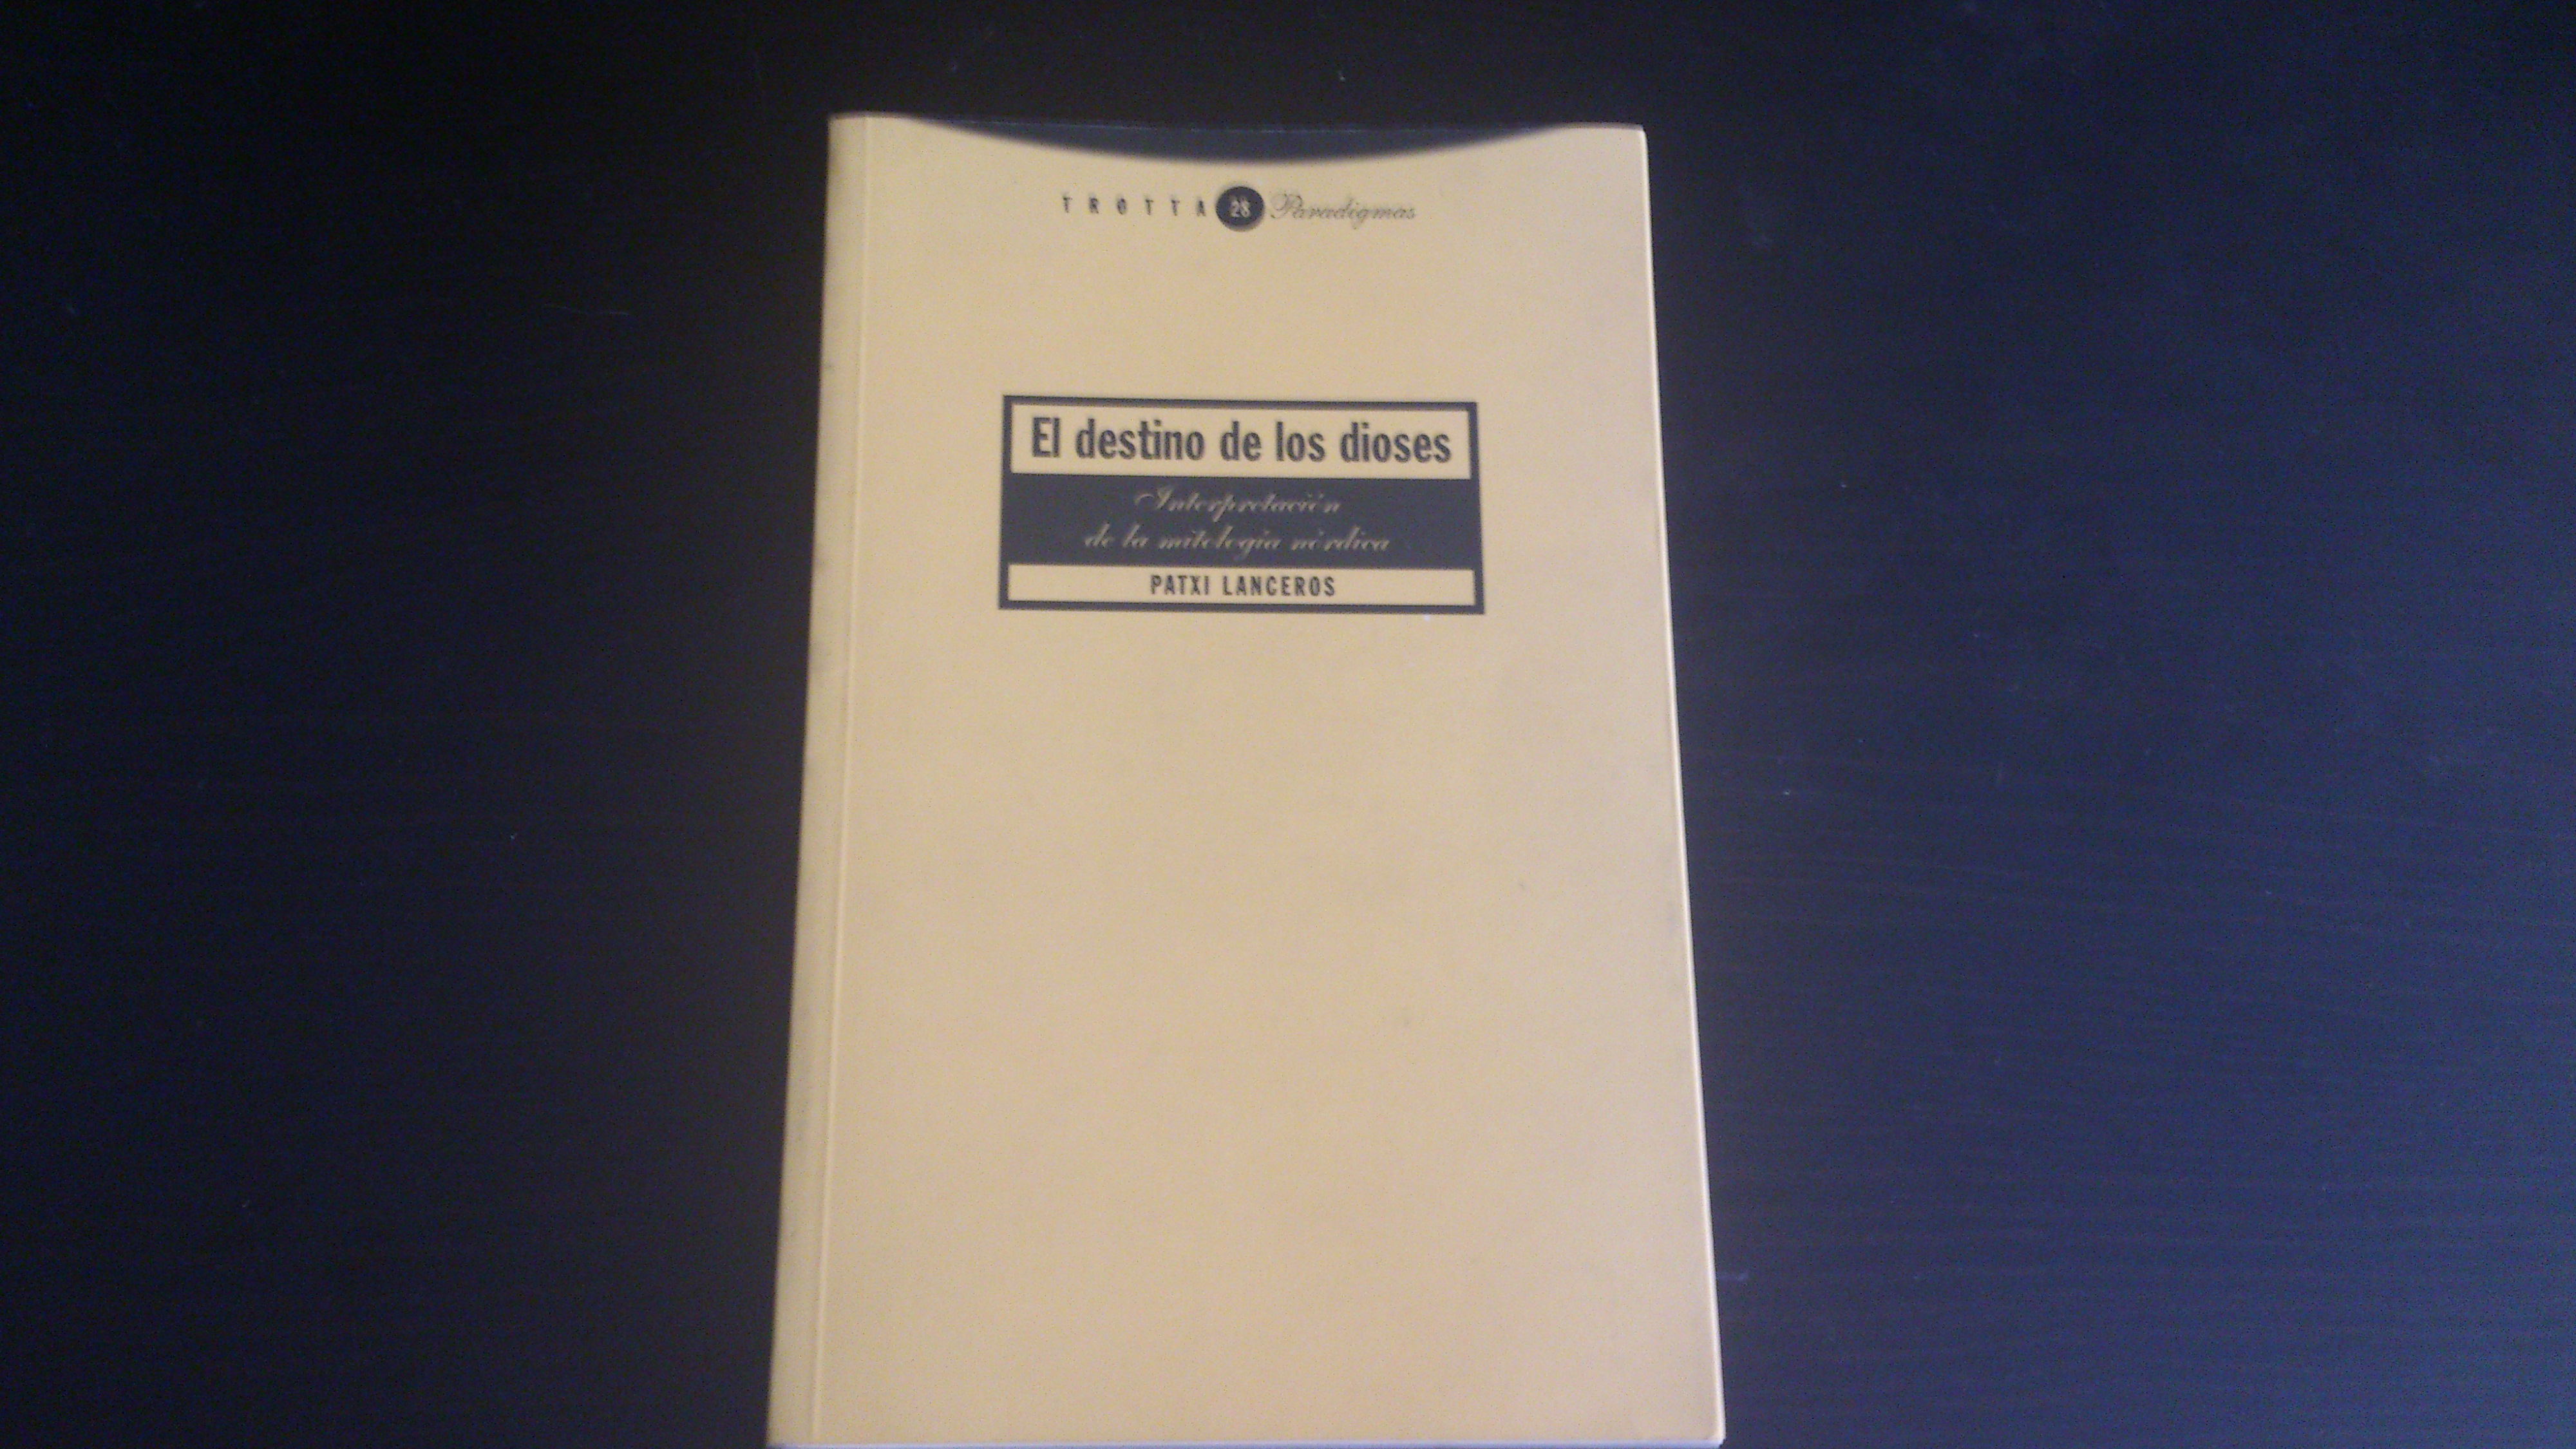 TROTTA 28 Paradigmas
El destino de los dioses
Interpretación
de la mitología nórdica
PATXI LANCEROS